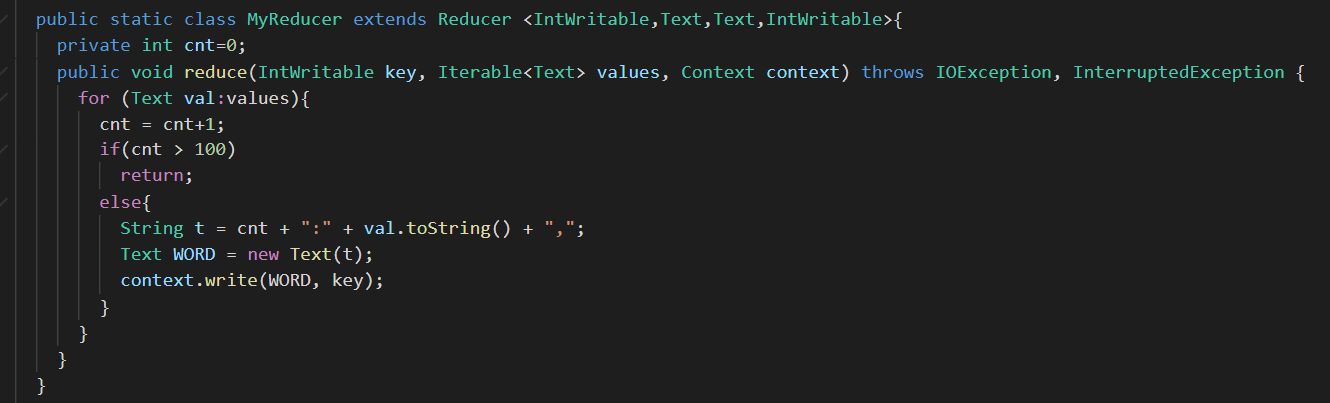 public static class MyReducer extends Reducer <IntWritable,Text,Text,IntWritable>{
private int cnt=0;
public void reduce(IntWritable key, Iterable<Text> values, Context context) throws IOException, InterruptedException {
for (Text val:values){
cnt = cnt+1;
if(cnt > 100)
return;
else{
String t = cnt + ":" + val.toString() + ",";
Text WORD = new Text(t);
context.write(WORD, key);
}
}
}
}